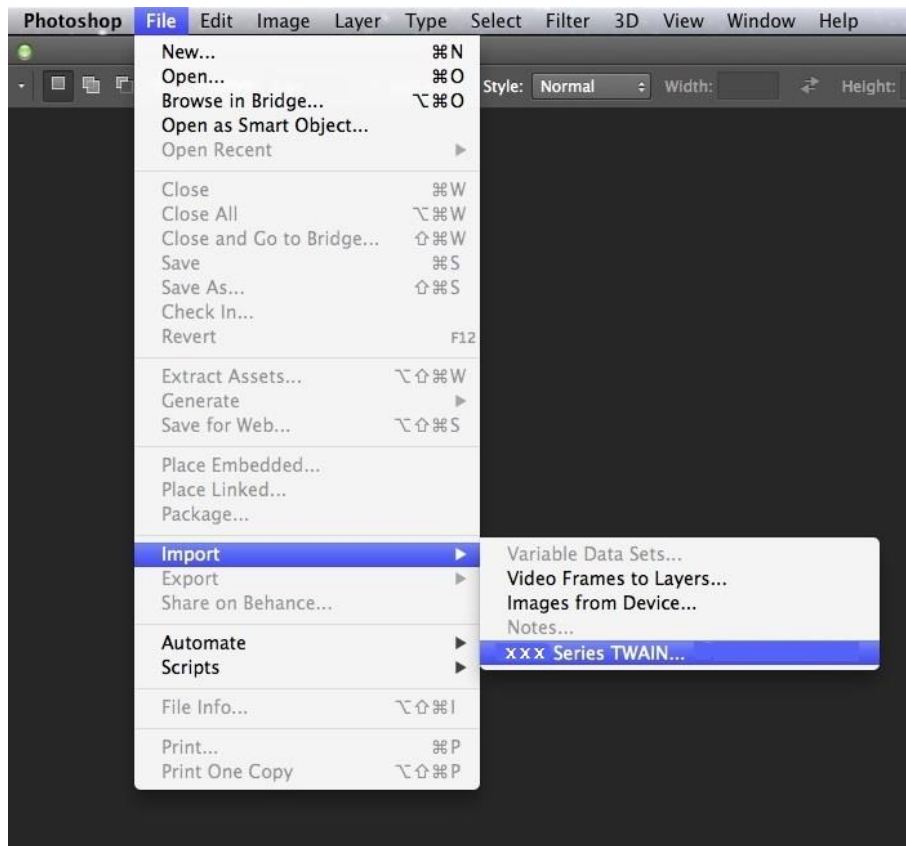 Photoshop File Edit Image Layer Type Select Filter 3D View Window Help
Style: Normal Width: Height:
New... ⌘N
Open... ⌘O
Browse in Bridge... ⌥⌘O
Open as Smart Object...
Open Recent
Close ⌘W
Close All ⌥⌘W
Close and Go to Bridge... ⇧⌘W
Save ⌘S
Save As... ⇧⌘S
Check In...
Revert F12
Extract Assets... ⌥⇧⌘W
Generate
Save for Web... ⌥⇧⌘S
Place Embedded...
Place Linked...
Package...
Import
Export
Share on Behance...
Automate
Scripts
File Info... ⌥⇧⌘I
Print... ⌘P
Print One Copy ⌥⇧⌘P
Variable Data Sets...
Video Frames to Layers...
Images from Device...
Notes...
xxx Series TWAIN...